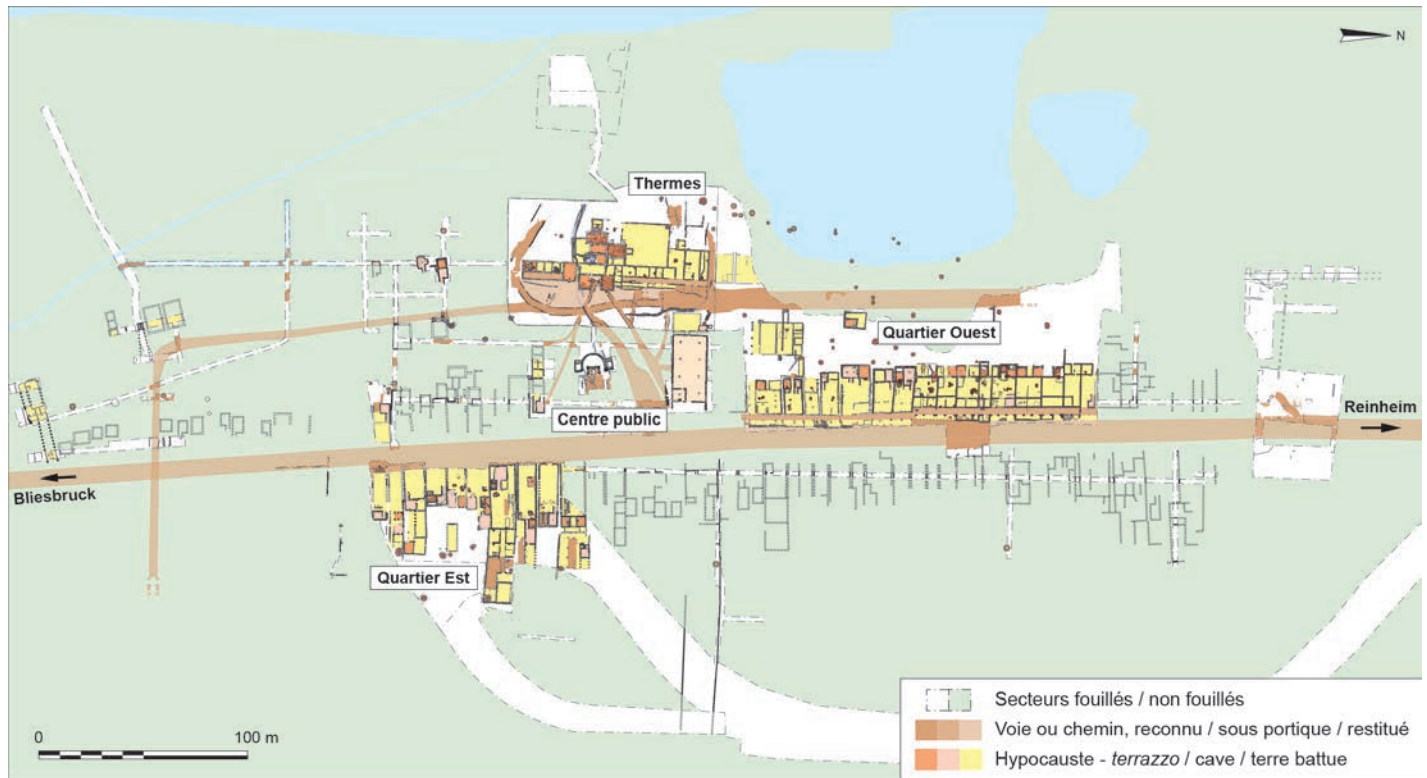 N
Thermes
Quartier Ouest
Centre public
Reinheim
Bliesbruck
Quartier Est
0 100 m
Secteurs fouillés / non fouillés
Voie ou chemin, reconnu / sous portique / restitué
Hypocauste - terrazzo / cave / terre battue